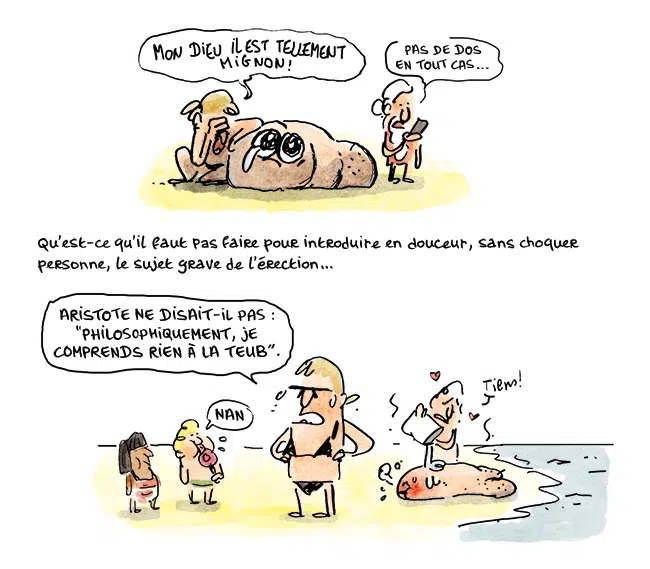 MON DIEU IL EST TELLEMENT
MIGNON!
PAS DE DOS
EN TOUT CAS...
Qu'est-ce qu'il faut pas faire pour introduire en douceur, sans choquer
personne, le sujet grave de l'érection...
ARISTOTE NE DISAIT-IL PAS :
"PHILOSOPHIQUEMENT, JE
COMPRENDS RIEN À LA TEUB".
NAN
Tiens!